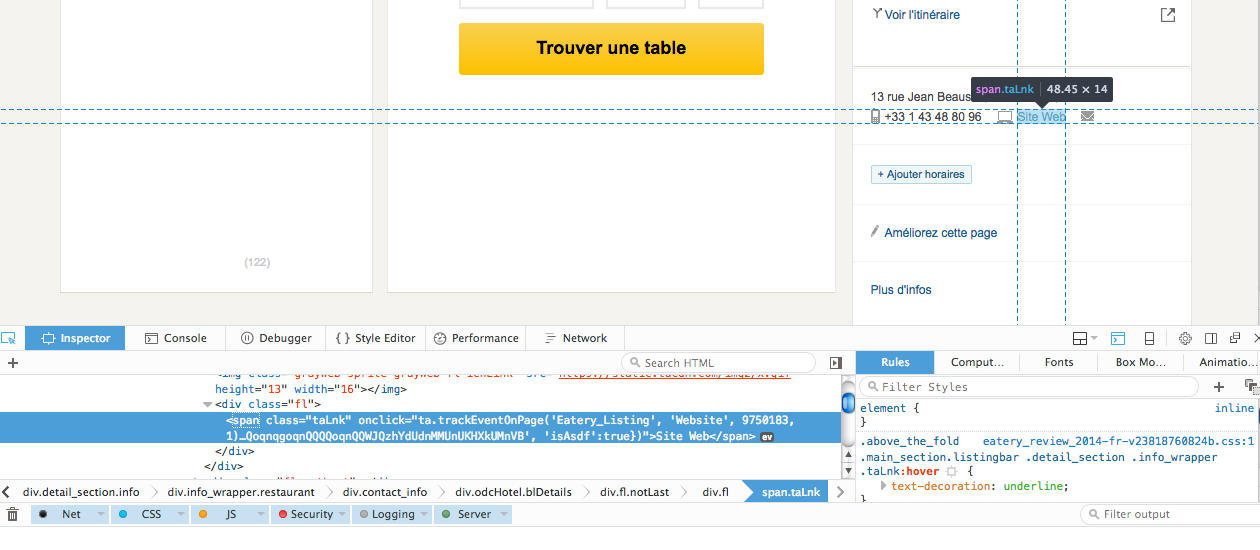 Voir l'itinéraire
Trouver une table
span.taLnk 48.45 × 14
13 rue Jean Beaus
+33 1 43 48 80 96 Site Web
+ Ajouter horaires
Améliorez cette page
(122)
Plus d'infos
Inspector Console Debugger { } Style Editor Performance Network
+ Search HTML Rules Comput... Fonts Box Mo... Animatio...
height="13" width="16"></img>
<div class="fl">
<span class="taLnk" onclick="ta.trackEventOnPage('Eatery_Listing', 'Website', 9750183,
1)…QoqnqgoqnQQQQoqnQQWJQzhYdUdnMMUnUKHXkUMnVB', 'isAsdf':true})">Site Web</span> ev
</div>
</div>
Filter Styles +
element { inline
}
.above_the_fold eatery_review_2014-fr-v23818760824b.css:1
.main_section.listingbar .detail_section .info_wrapper
.taLnk:hover {
text-decoration: underline;
}
div.detail_section.info div.info_wrapper.restaurant div.contact_info div.odcHotel.blDetails div.fl.notLast div.fl span.taLnk
Net CSS JS Security Logging Server Filter output